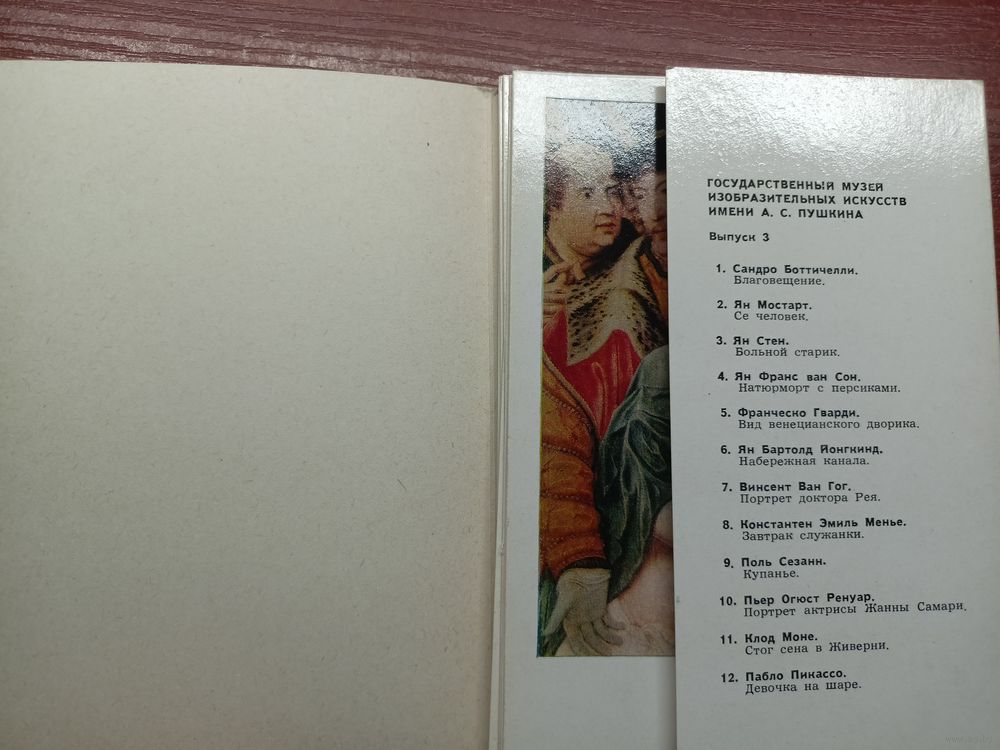 ГОСУДАРСТВЕННЫЙ МУЗЕЙ
ИЗОБРАЗИТЕЛЬНЫХ ИСКУССТВ
ИМЕНИ А. С. ПУШКИНА
Выпуск 3
1. Сандро Боттичелли.
Благовещение.
2. Ян Мостарт.
Се человек.
3. Ян Стен.
Больной старик.
4. Ян Франс ван Сон.
Натюрморт с персиками.
5. Франческо Гварди.
Вид венецианского дворика.
6. Ян Бартолд Йонгкинд.
Набережная канала.
7. Винсент Ван Гог.
Портрет доктора Рея.
8. Константен Эмиль Менье.
Завтрак служанки.
9. Поль Сезанн.
Купанье.
10. Пьер Огюст Ренуар.
Портрет актрисы Жанны Самари.
11. Клод Моне.
Стог сена в Живерни.
12. Пабло Пикассо.
Девочка на шаре.